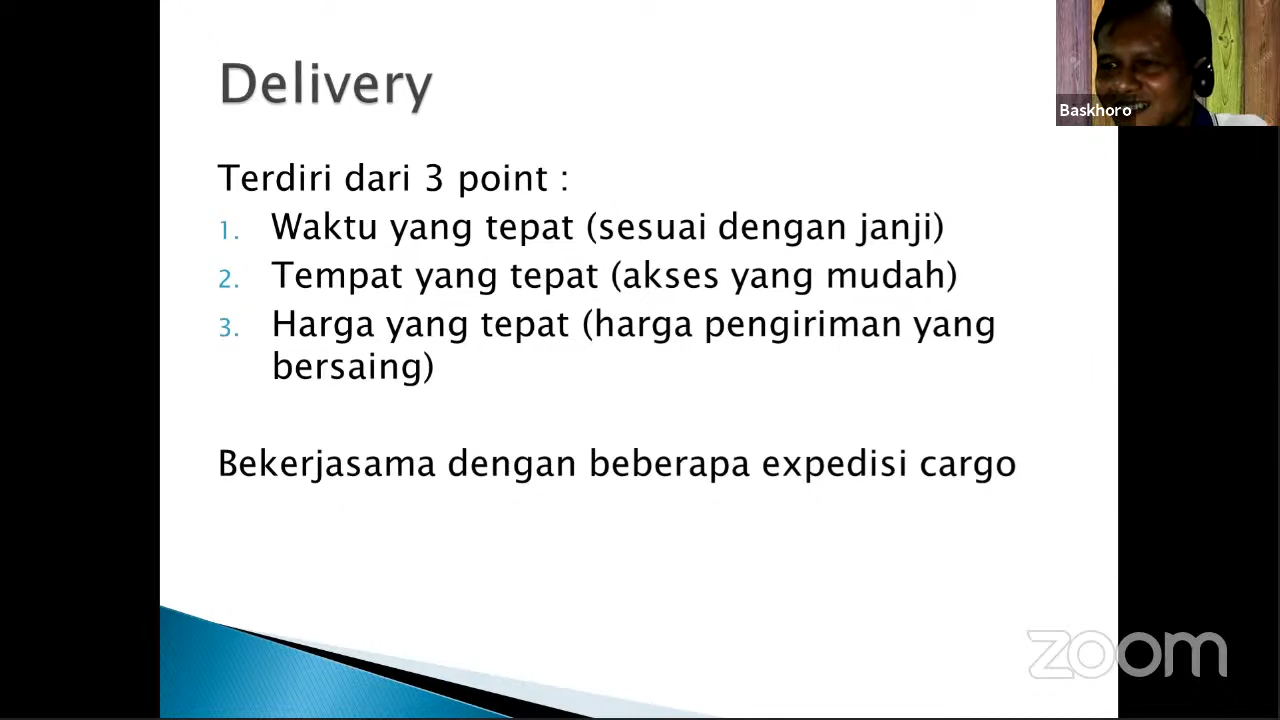 Delivery
Baskhoro
Terdiri dari 3 point :
1. Waktu yang tepat (sesuai dengan janji)
2. Tempat yang tepat (akses yang mudah)
3. Harga yang tepat (harga pengiriman yang
bersaing)
Bekerjasama dengan beberapa expedisi cargo
zoom